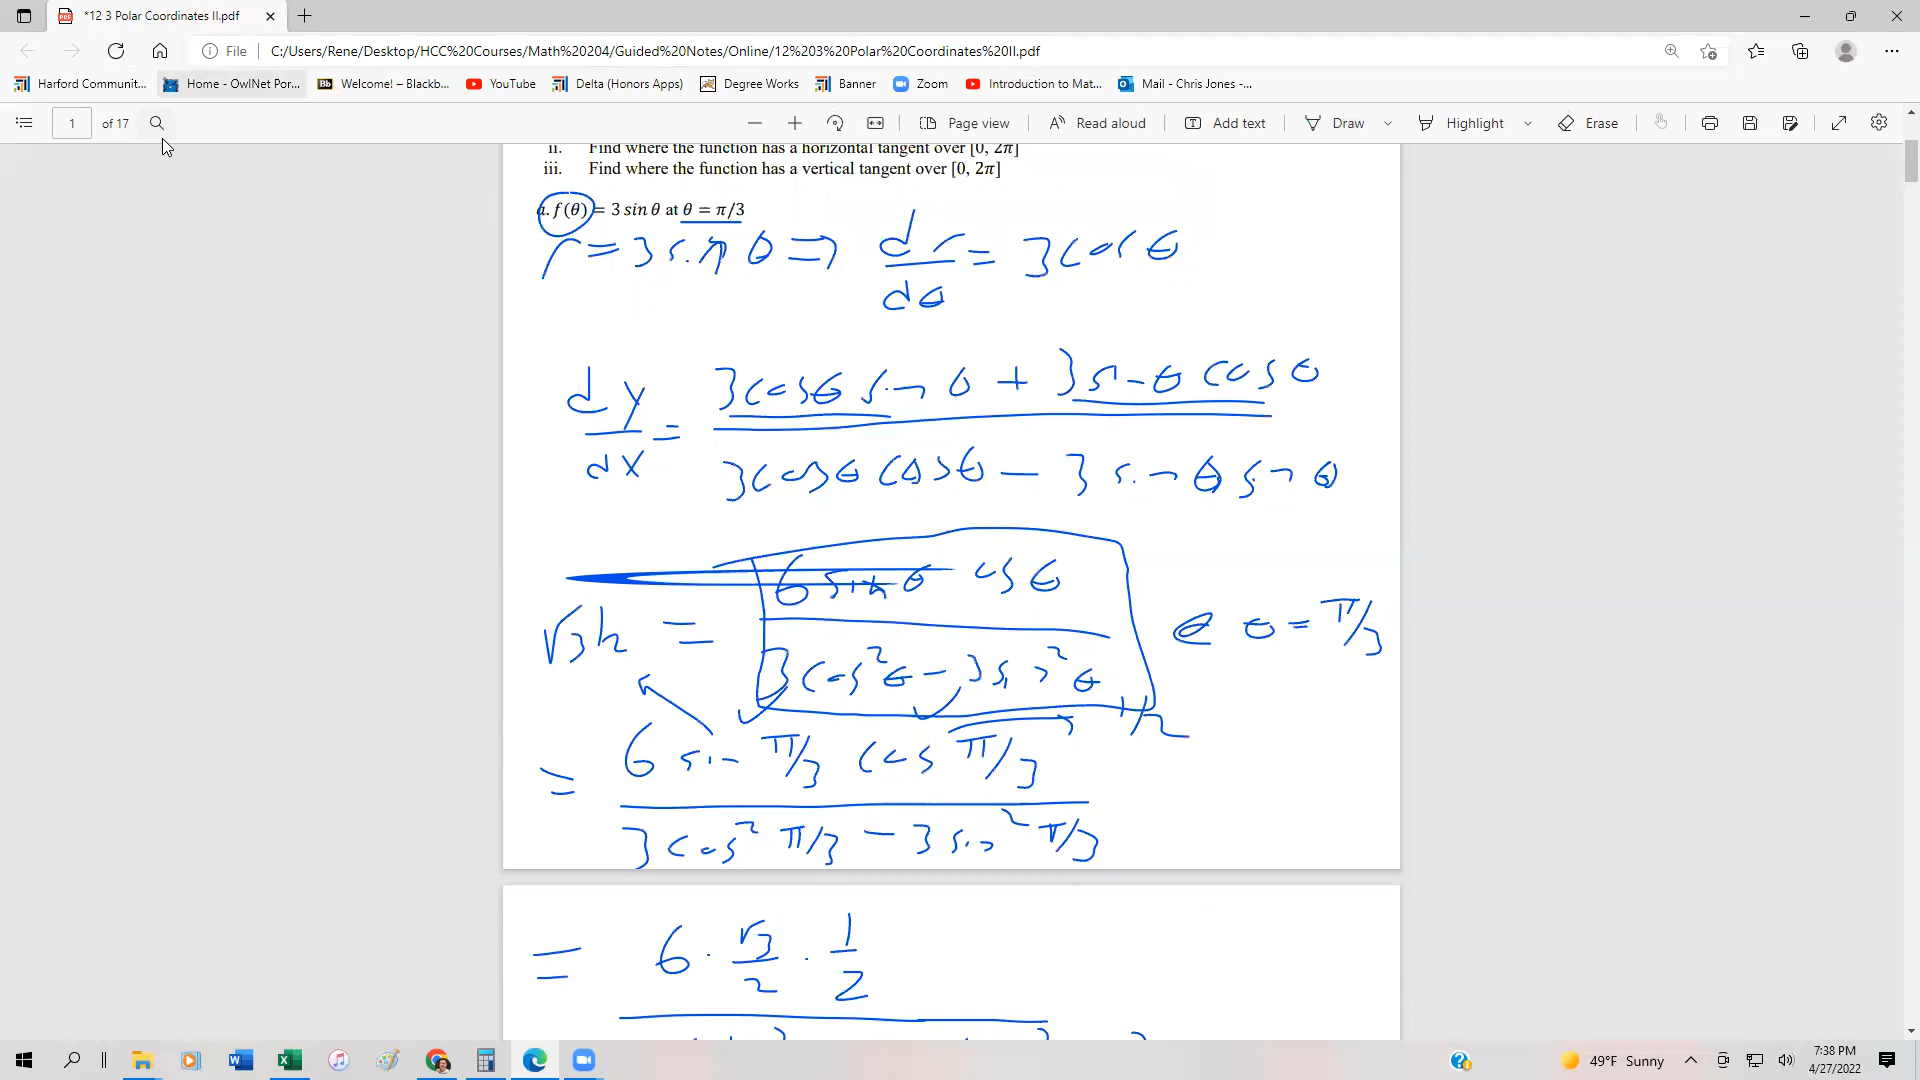 *12 3 Polar Coordinates II.pdf
File C:/Users/Rene/Desktop/HCC%20Courses/Math%20204/Guided%20Notes/Online/12%203%20Polar%20Coordinates%20II.pdf
Harford Communit... Home - OwlNet Por... Bb Welcome! – Blackb... YouTube Delta (Honors Apps) Degree Works Banner Zoom Introduction to Mat... Mail - Chris Jones -...
1 of 17 Page view Read aloud Add text Draw Highlight Erase
ii. Find where the function has a horizontal tangent over [0, 2π]
iii. Find where the function has a vertical tangent over [0, 2π]
a. f(θ) = 3 sin θ at θ = π/3
r = 3 sin θ ⇒ dr/dθ = 3 cos θ
dy/dx = (3 cos θ sin θ + 3 sin θ cos θ)/(3 cos θ cos θ − 3 sin θ sin θ)
√3/2 = (6 sin θ cos θ)/(3 cos² θ − 3 sin² θ) @ θ = π/3
1/2
= (6 sin π/3 cos π/3)/(3 cos² π/3 − 3 sin² π/3)
= 6 · √3/2 · 1/2
49°F Sunny
7:38 PM
4/27/2022